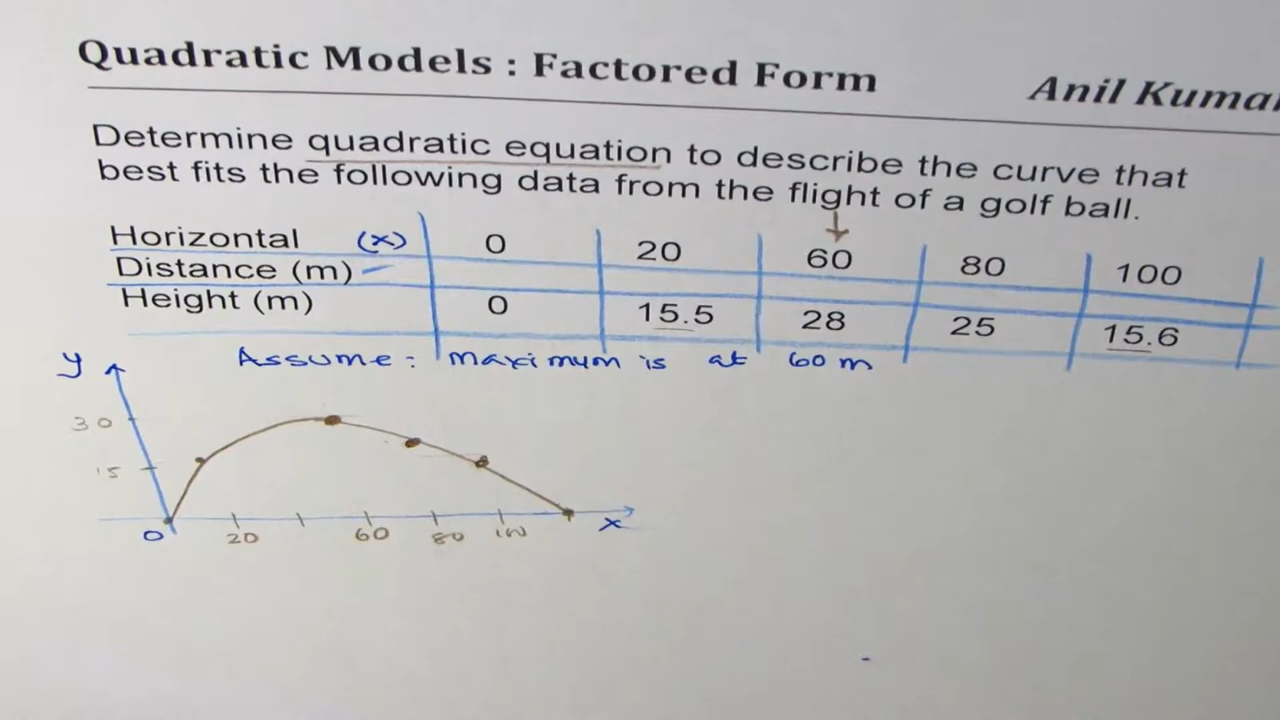 Quadratic Models : Factored Form
Anil Kumar
Determine quadratic equation to describe the curve that
best fits the following data from the flight of a golf ball.
Horizontal (x) 0 20 60 80 100
Distance (m)
Height (m) 0 15.5 28 25 15.6
Assume : maximum is at 60 m
y
30
15
0 20 60 80 100 x